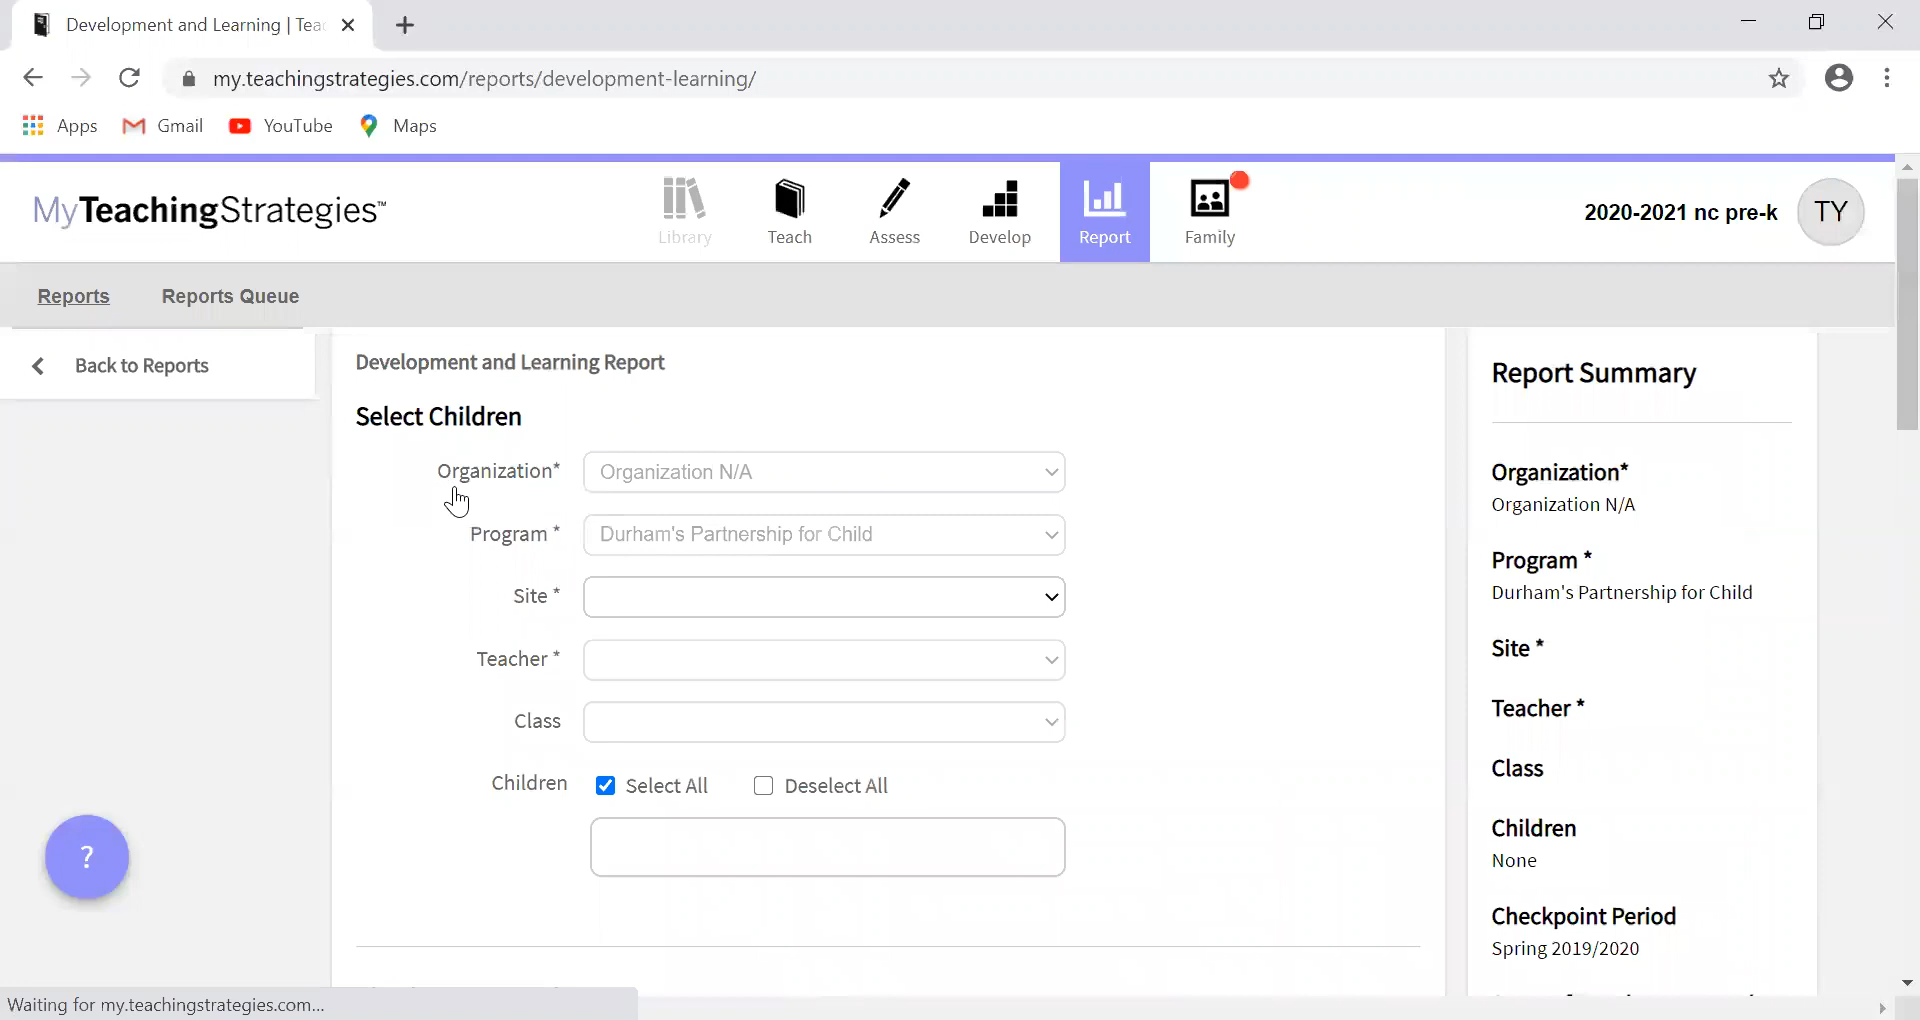 Development and Learning | Tea
my.teachingstrategies.com/reports/development-learning/
Apps Gmail YouTube Maps
MyTeachingStrategies™
Library Teach Assess Develop Report Family
2020-2021 nc pre-k TY
Reports Reports Queue
Back to Reports
Development and Learning Report
Select Children
Organization* Organization N/A
Program * Durham's Partnership for Child
Site *
Teacher *
Class
Children Select All Deselect All
?
Report Summary
Organization*
Organization N/A
Program *
Durham's Partnership for Child
Site *
Teacher *
Class
Children
None
Checkpoint Period
Spring 2019/2020
Waiting for my.teachingstrategies.com...